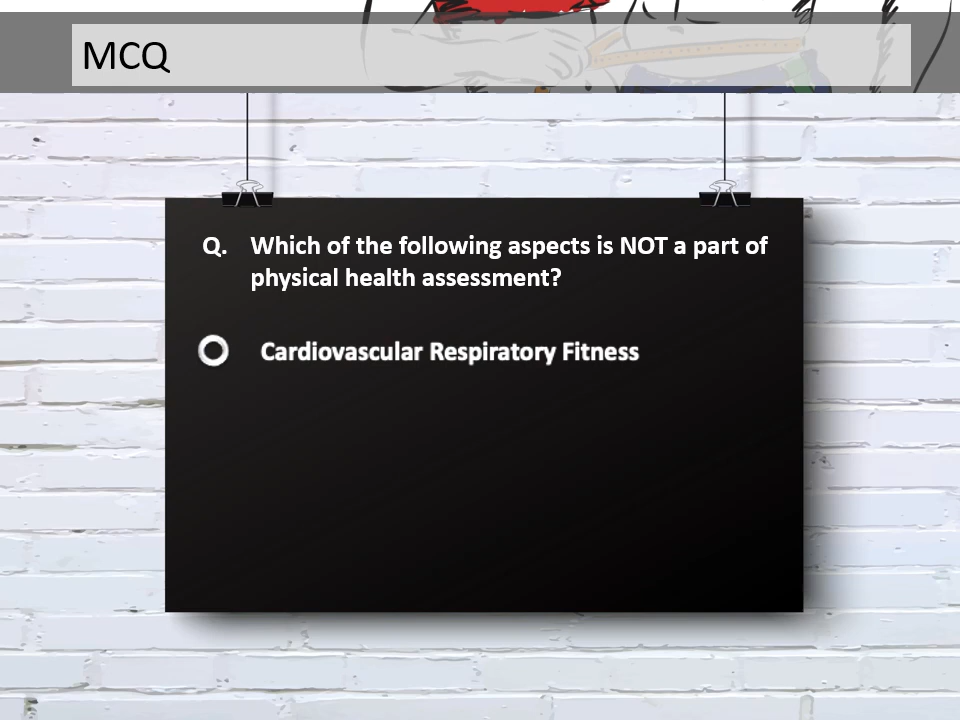 MCQ
Q. Which of the following aspects is NOT a part of
physical health assessment?
Cardiovascular Respiratory Fitness